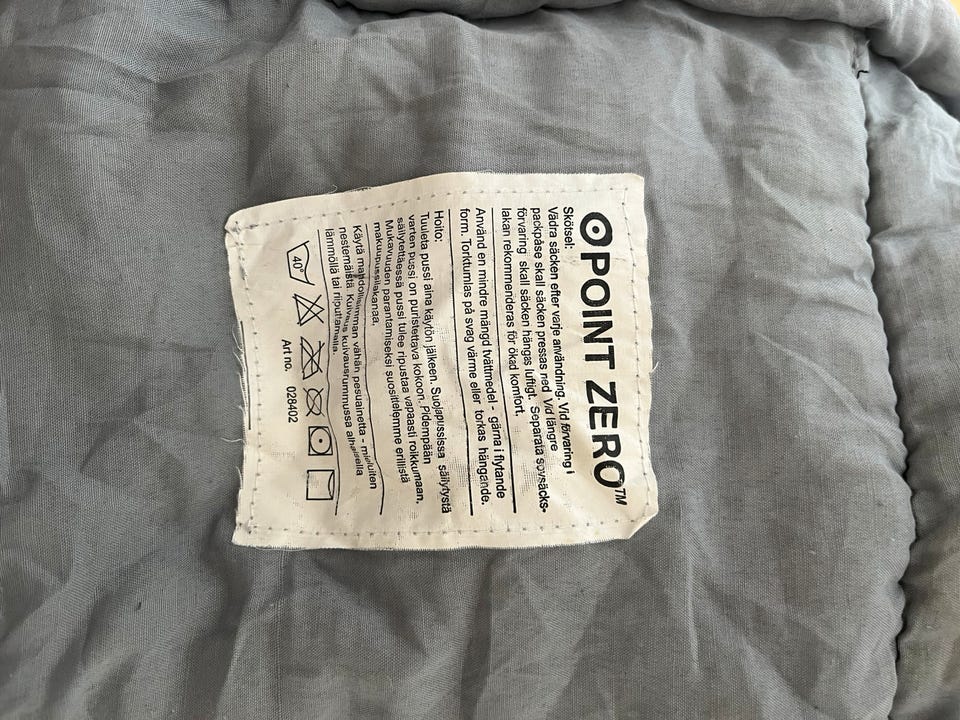 POINT ZERO™
Skötsel:
Vädra säcken efter varje användning. Vid förvaring i
packpåse skall säcken pressas ned. Vid längre
förvaring skall säcken hängas luftigt. Separata sovsäcks-
lakan rekommenderas för ökad komfort.
Använd en mindre mängd tvättmedel - gärna i flytande
form. Torktumlas på svag värme eller torkas hängande.
Hoito:
Tuuleta pussi aina käytön jälkeen. Suojapussissa säilytystä
varten pussi on puristettava kokoon. Pidempään
säilytettäessä pussi tulee ripustaa vapaasti roikkumaan.
Mukavuuden parantamiseksi suosittelemme erillistä
makuupussilakanaa.
Käytä mahdollisimman vähän pesuainetta - mieluiten
nestemäistä. Kuivaus kuivausrummussa alhaisella
lämmöllä tai ripustamalla.
40°
Art no. 028402